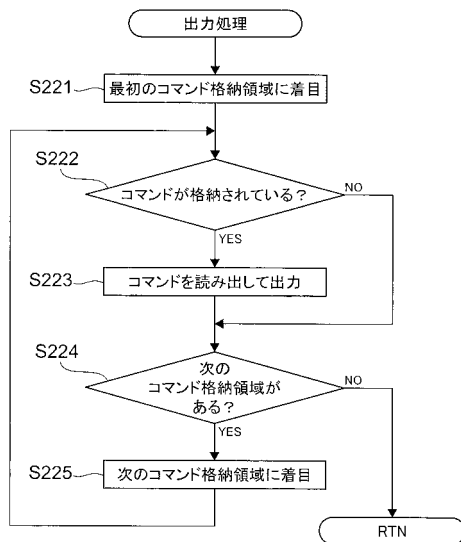 出力処理
S221
最初のコマンド格納領域に着目
S222
コマンドが格納されている？
NO
YES
S223
コマンドを読み出して出力
S224
次の
コマンド格納領域が
ある？
NO
YES
S225
次のコマンド格納領域に着目
RTN